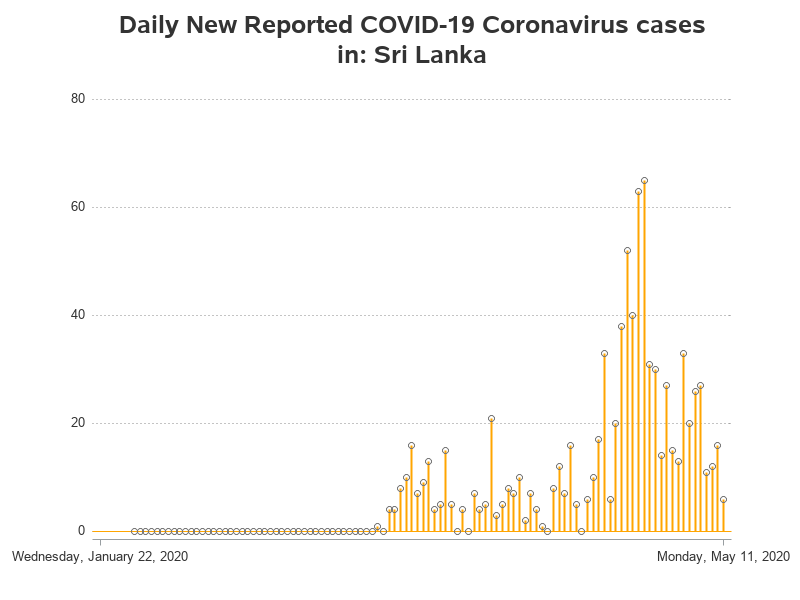 Daily New Reported COVID-19 Coronavirus cases
in: Sri Lanka
80
60
40
20
0
Wednesday, January 22, 2020 Monday, May 11, 2020